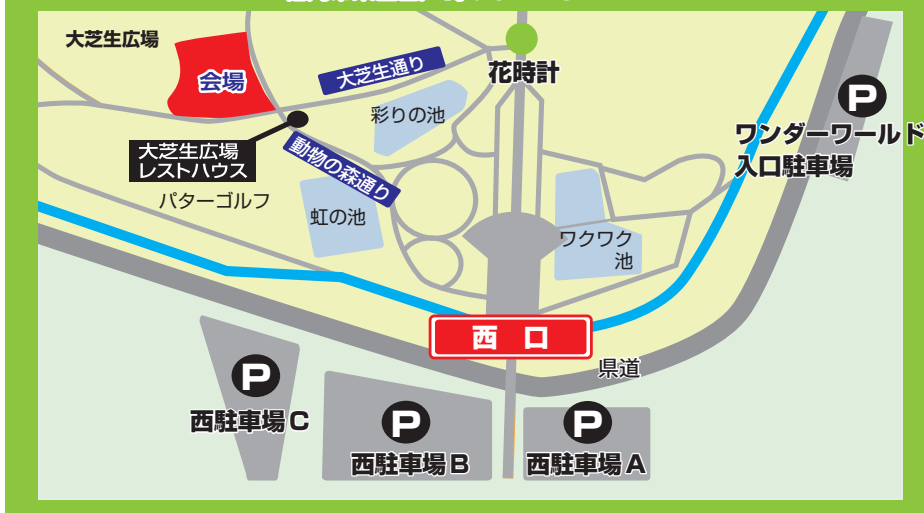 大芝生広場
会場
大芝生通り
花時計
彩りの池
P
ワンダーワールド
入口駐車場
大芝生広場
レストハウス
動物の森通り
パターゴルフ
虹の池
ワクワク
池
西口
県道
P
西駐車場C
P
西駐車場B
P
西駐車場A